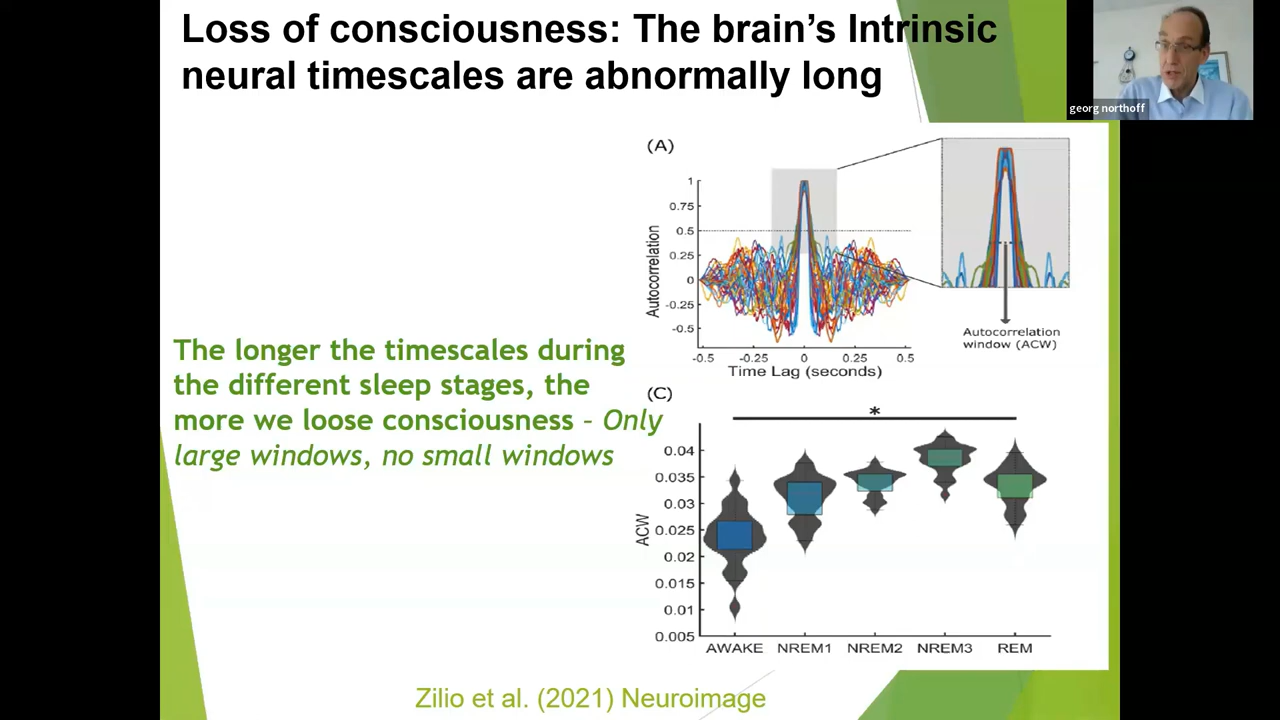 Loss of consciousness: The brain's Intrinsic
neural timescales are abnormally long
georg northoff
The longer the timescales during
the different sleep stages, the
more we loose consciousness – Only
large windows, no small windows
(A)
Autocorrelation
1
0.75
0.5
0.25
0
-0.25
-0.5
-0.5 -0.25 0 0.25 0.5
Time Lag (seconds)
Autocorrelation
window (ACW)
(C)
*
ACW
0.04
0.035
0.03
0.025
0.02
0.015
0.01
0.005
AWAKE NREM1 NREM2 NREM3 REM
Zilio et al. (2021) Neuroimage